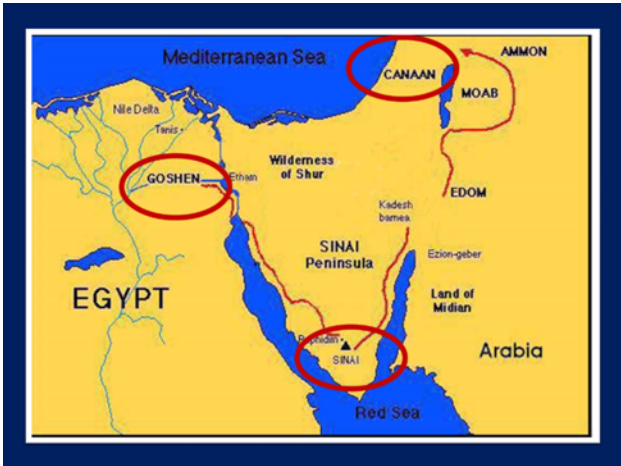 Mediterranean Sea
AMMON
CANAAN
MOAB
Nile Delta
Tanis
Wilderness
of Shur
GOSHEN
Etham
EDOM
Kadesh
barnea
SINAI
Peninsula
Ezion-geber
EGYPT
Land of
Midian
Rephidim
SINAI
Arabia
Red Sea